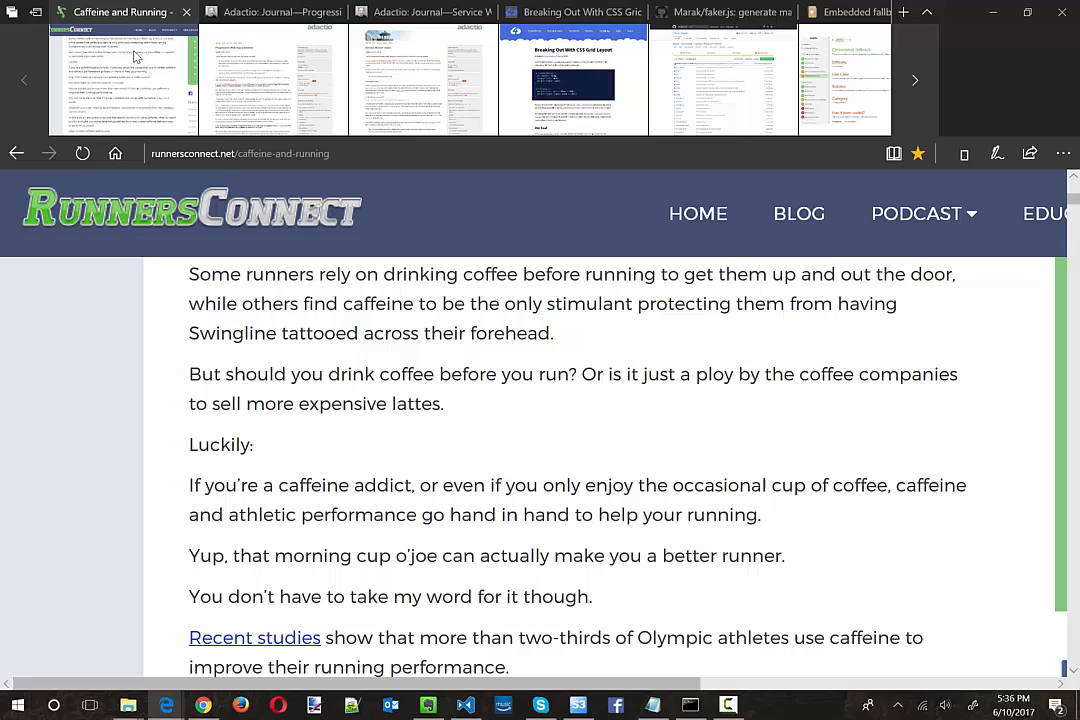 Caffeine and Running -
Adactio: Journal—Progressi
Adactio: Journal—Service W
Breaking Out With CSS Gric
Marak/faker.js: generate ma
Embedded fallb
adactio
adactio
Breaking Out With CSS Grid Layout
runnersconnect.net/caffeine-and-running
RUNNERSCONNECT
HOME
BLOG
PODCAST
EDUC
Some runners rely on drinking coffee before running to get them up and out the door,
while others find caffeine to be the only stimulant protecting them from having
Swingline tattooed across their forehead.
But should you drink coffee before you run? Or is it just a ploy by the coffee companies
to sell more expensive lattes.
Luckily:
If you're a caffeine addict, or even if you only enjoy the occasional cup of coffee, caffeine
and athletic performance go hand in hand to help your running.
Yup, that morning cup o'joe can actually make you a better runner.
You don't have to take my word for it though.
Recent studies show that more than two-thirds of Olympic athletes use caffeine to
improve their running performance.
5:36 PM
6/10/2017